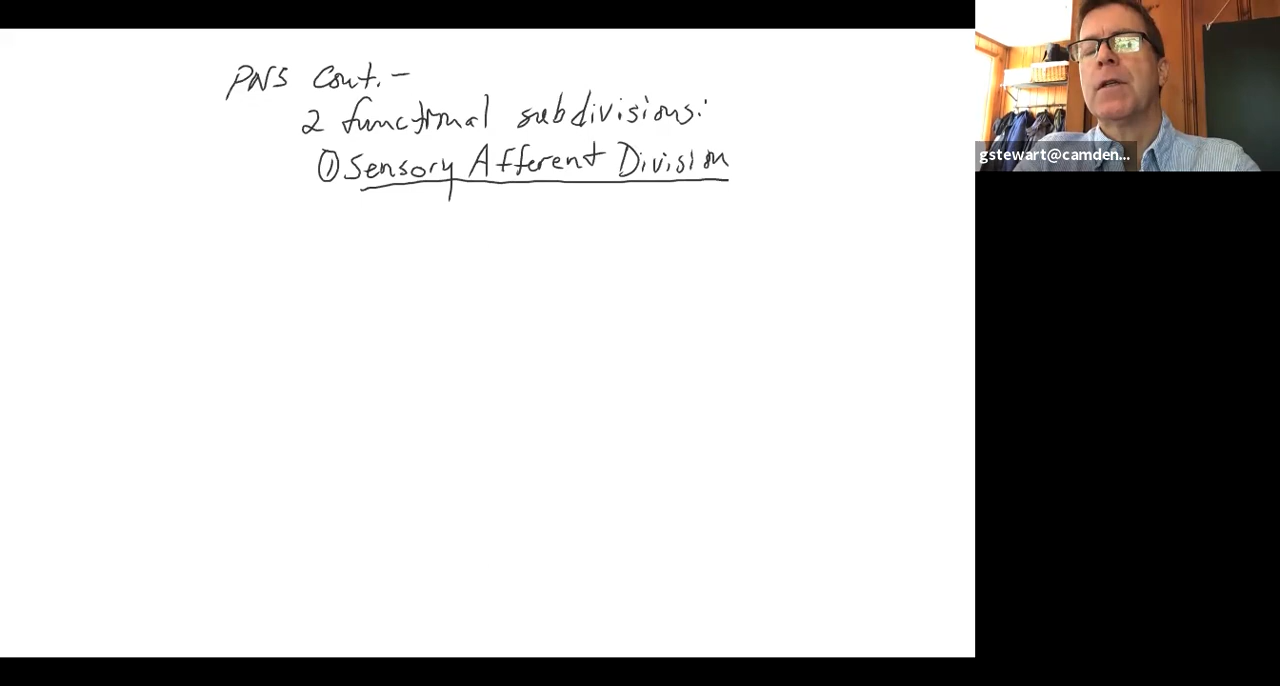 PNS Cont. -
2 functional subdivisions:
① Sensory Afferent Division
gstewart@camden...